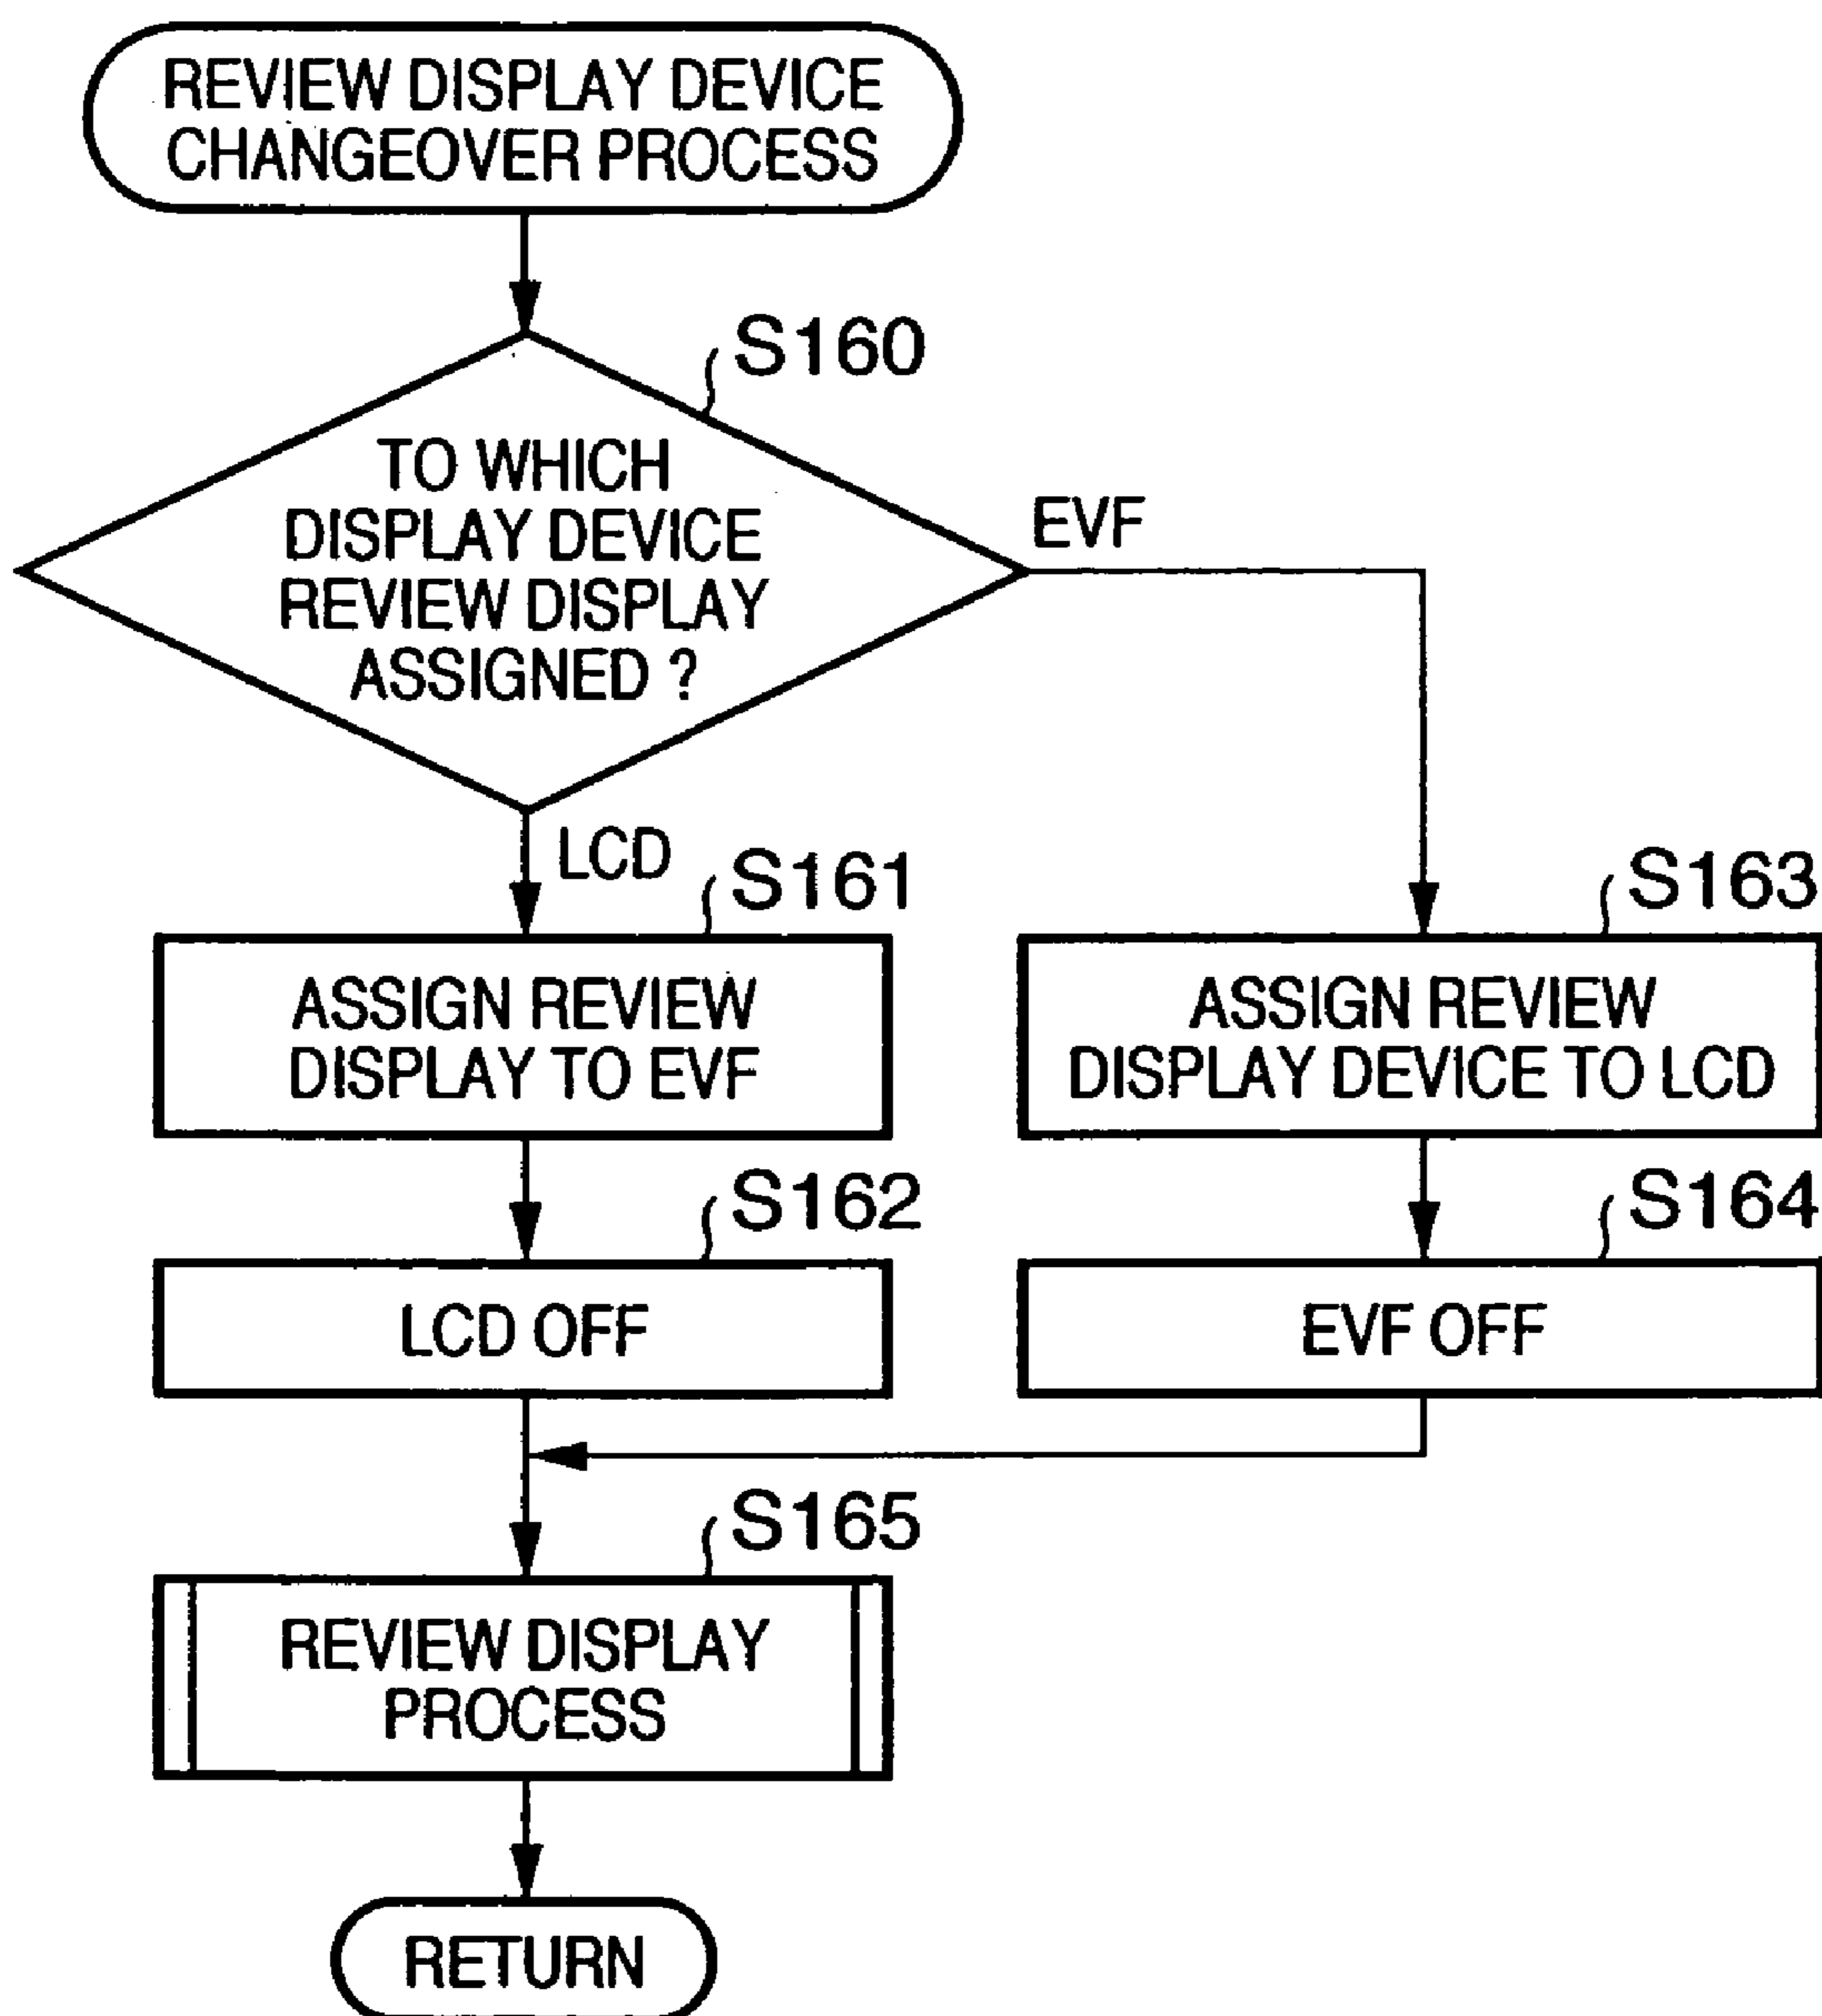 REVIEW DISPLAY DEVICE
CHANGEOVER PROCESS
S160
TO WHICH
DISPLAY DEVICE
REVIEW DISPLAY
ASSIGNED ?
EVF
LCD
S161
ASSIGN REVIEW
DISPLAY TO EVF
S163
ASSIGN REVIEW
DISPLAY DEVICE TO LCD
S162
LCD OFF
S164
EVF OFF
S165
REVIEW DISPLAY
PROCESS
RETURN